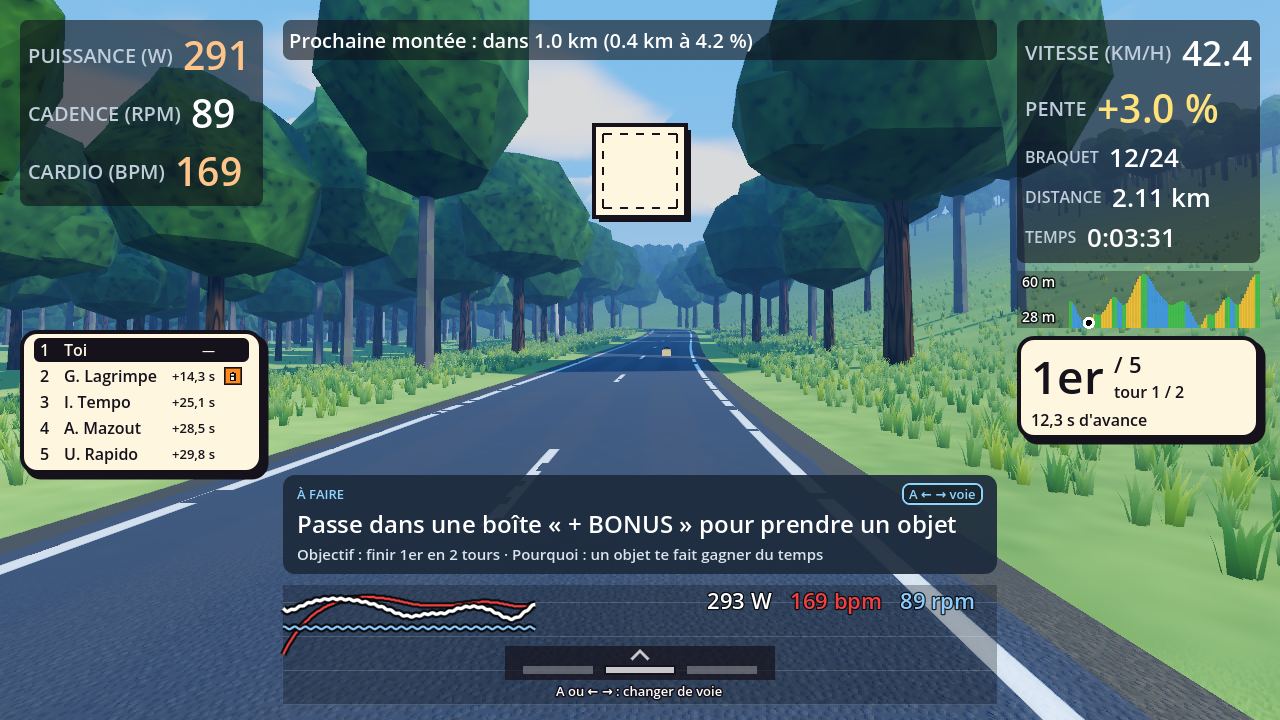 PUISSANCE (W) 291
CADENCE (RPM) 89
CARDIO (BPM) 169
Prochaine montée : dans 1.0 km (0.4 km à 4.2 %)
VITESSE (KM/H) 42.4
PENTE +3.0 %
BRAQUET 12/24
DISTANCE 2.11 km
TEMPS 0:03:31
60 m
28 m
1 Toi —
2 G. Lagrimpe +14,3 s
3 I. Tempo +25,1 s
4 A. Mazout +28,5 s
5 U. Rapido +29,8 s
1er / 5
tour 1 / 2
12,3 s d'avance
À FAIRE
A ← → voie
Passe dans une boîte « + BONUS » pour prendre un objet
Objectif : finir 1er en 2 tours · Pourquoi : un objet te fait gagner du temps
293 W 169 bpm 89 rpm
A ou ← → : changer de voie